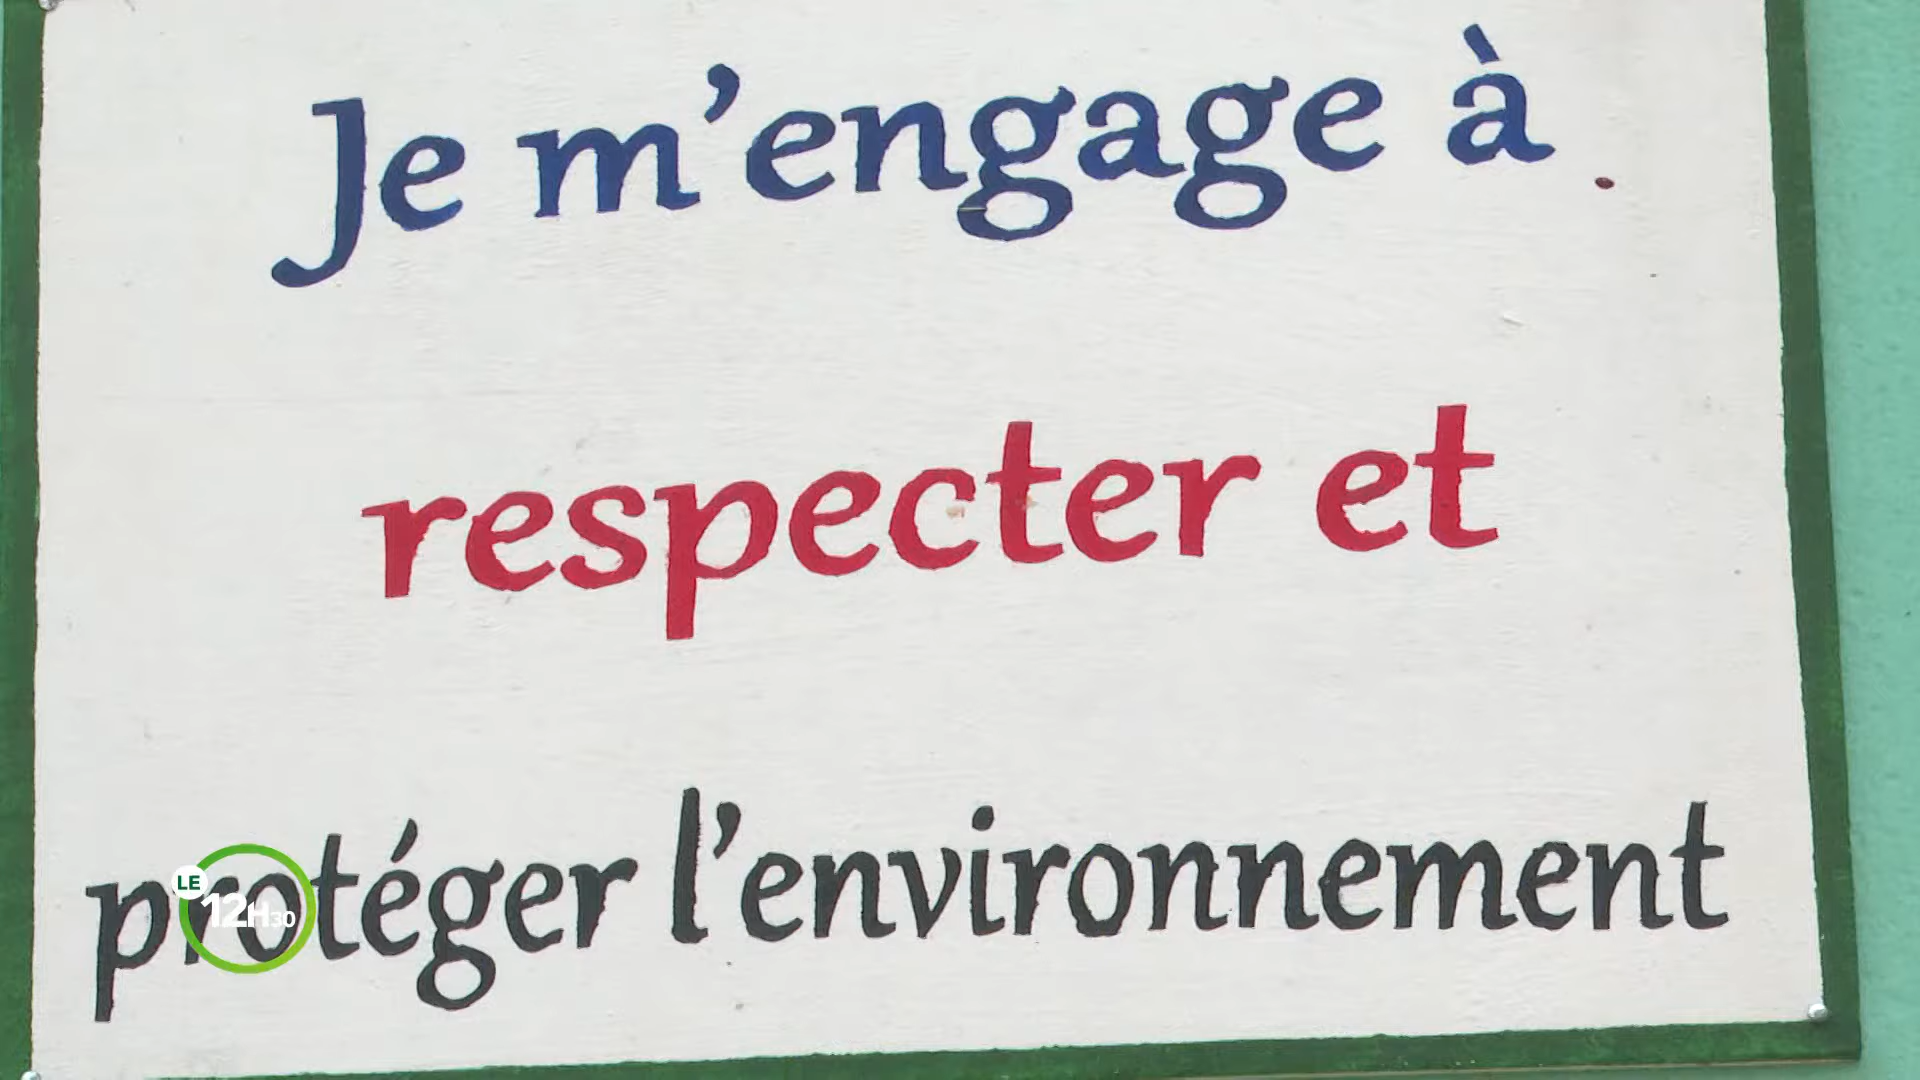 Je m'engage à
respecter et
protéger l'environnement
LE
12H30